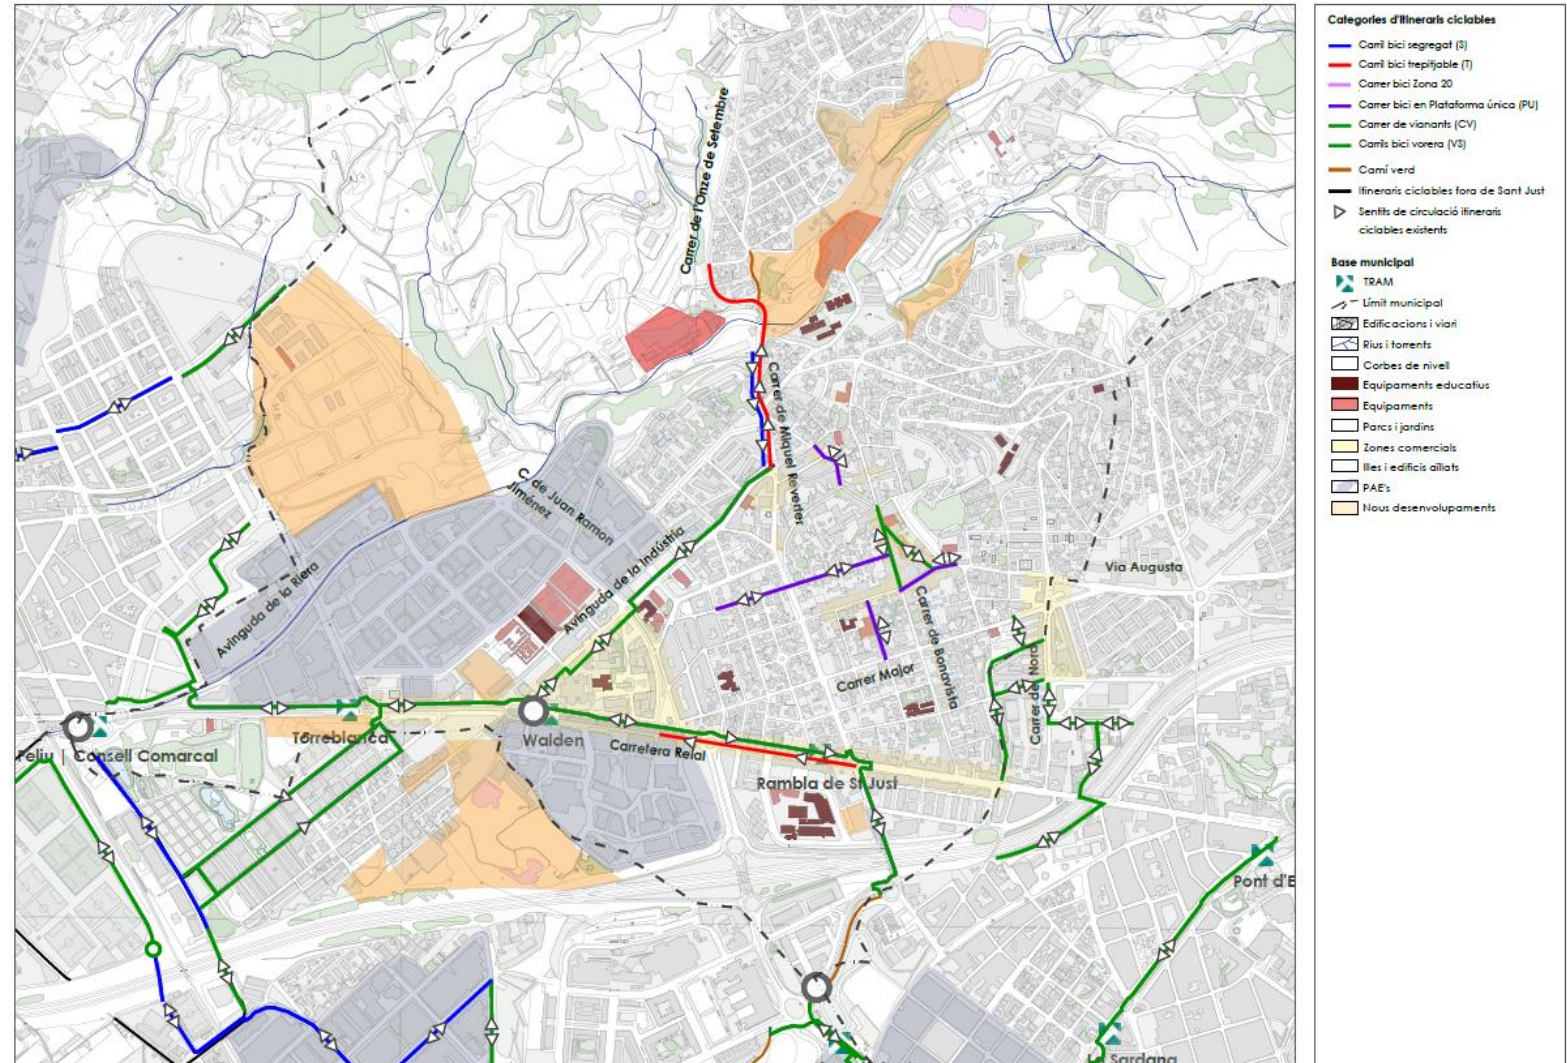 Carrer de l'Onze de Setembre
Carrer de Miquel Reverter
C. de Juan Ramon
Jiménez
Avinguda de la Indústria
Avinguda de la Riera
Via Augusta
Carrer de Bonavista
Carrer Major
Carrer del Nord
Torreblanca
Walden
Carretera Reial
Feliu | Consell Comarcal
Rambla de St Just
Pont d'E
La Sardana
Categories d'itineraris ciclables
Carril bici segregat (S)
Carril bici trepitjable (T)
Carrer bici Zona 20
Carrer bici en Plataforma única (PU)
Carrer de vianants (CV)
Carrils bici vorera (VS)
Camí verd
Itineraris ciclables fora de Sant Just
Sentits de circulació itineraris
ciclables existents
Base municipal
TRAM
Límit municipal
Edificacions i viari
Rius i torrents
Corbes de nivell
Equipaments educatius
Equipaments
Parcs i jardins
Zones comercials
Illes i edificis aïllats
PAE's
Nous desenvolupaments